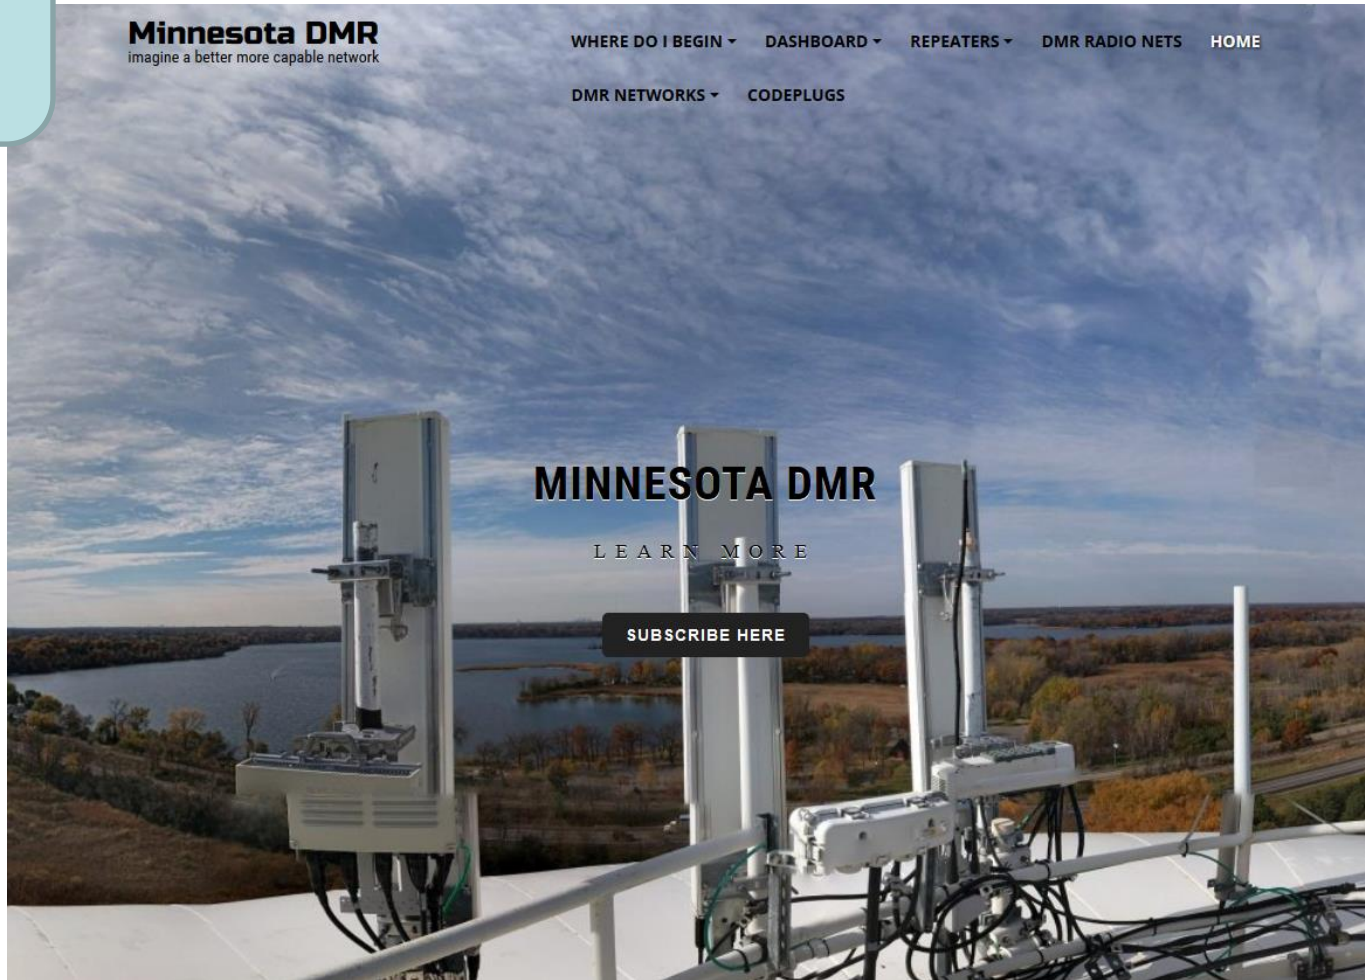 Minnesota DMR
imagine a better more capable network
WHERE DO I BEGIN DASHBOARD REPEATERS DMR RADIO NETS HOME
DMR NETWORKS CODEPLUGS
MINNESOTA DMR
LEARN MORE
SUBSCRIBE HERE